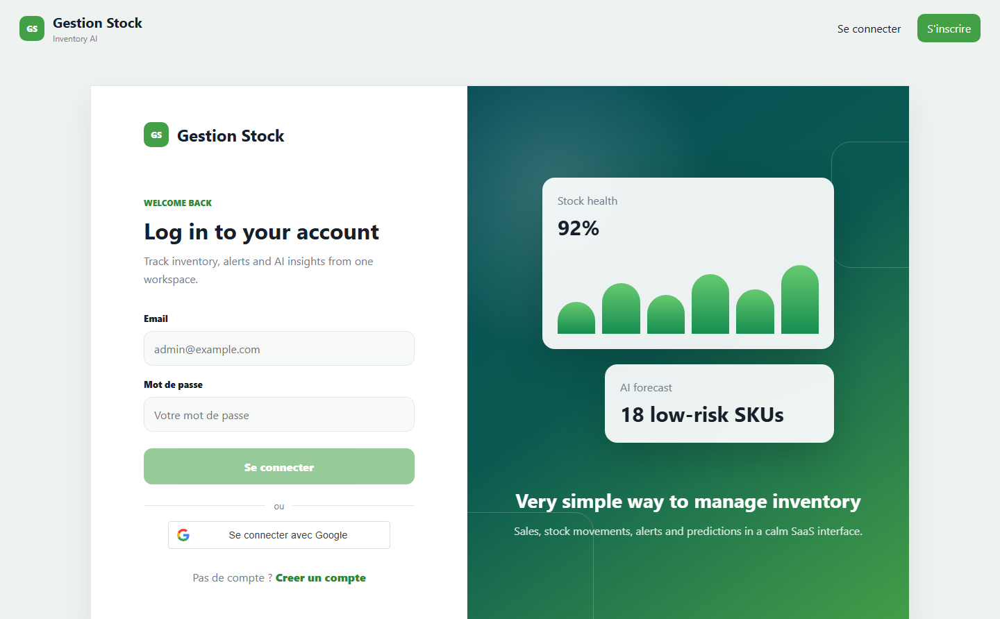 GS
Gestion Stock
Inventory AI
Se connecter
S'inscrire
GS
Gestion Stock
WELCOME BACK
Log in to your account
Track inventory, alerts and AI insights from one
workspace.
Email
admin@example.com
Mot de passe
Votre mot de passe
Se connecter
ou
Se connecter avec Google
Pas de compte ? Creer un compte
Stock health
92%
AI forecast
18 low-risk SKUs
Very simple way to manage inventory
Sales, stock movements, alerts and predictions in a calm SaaS interface.